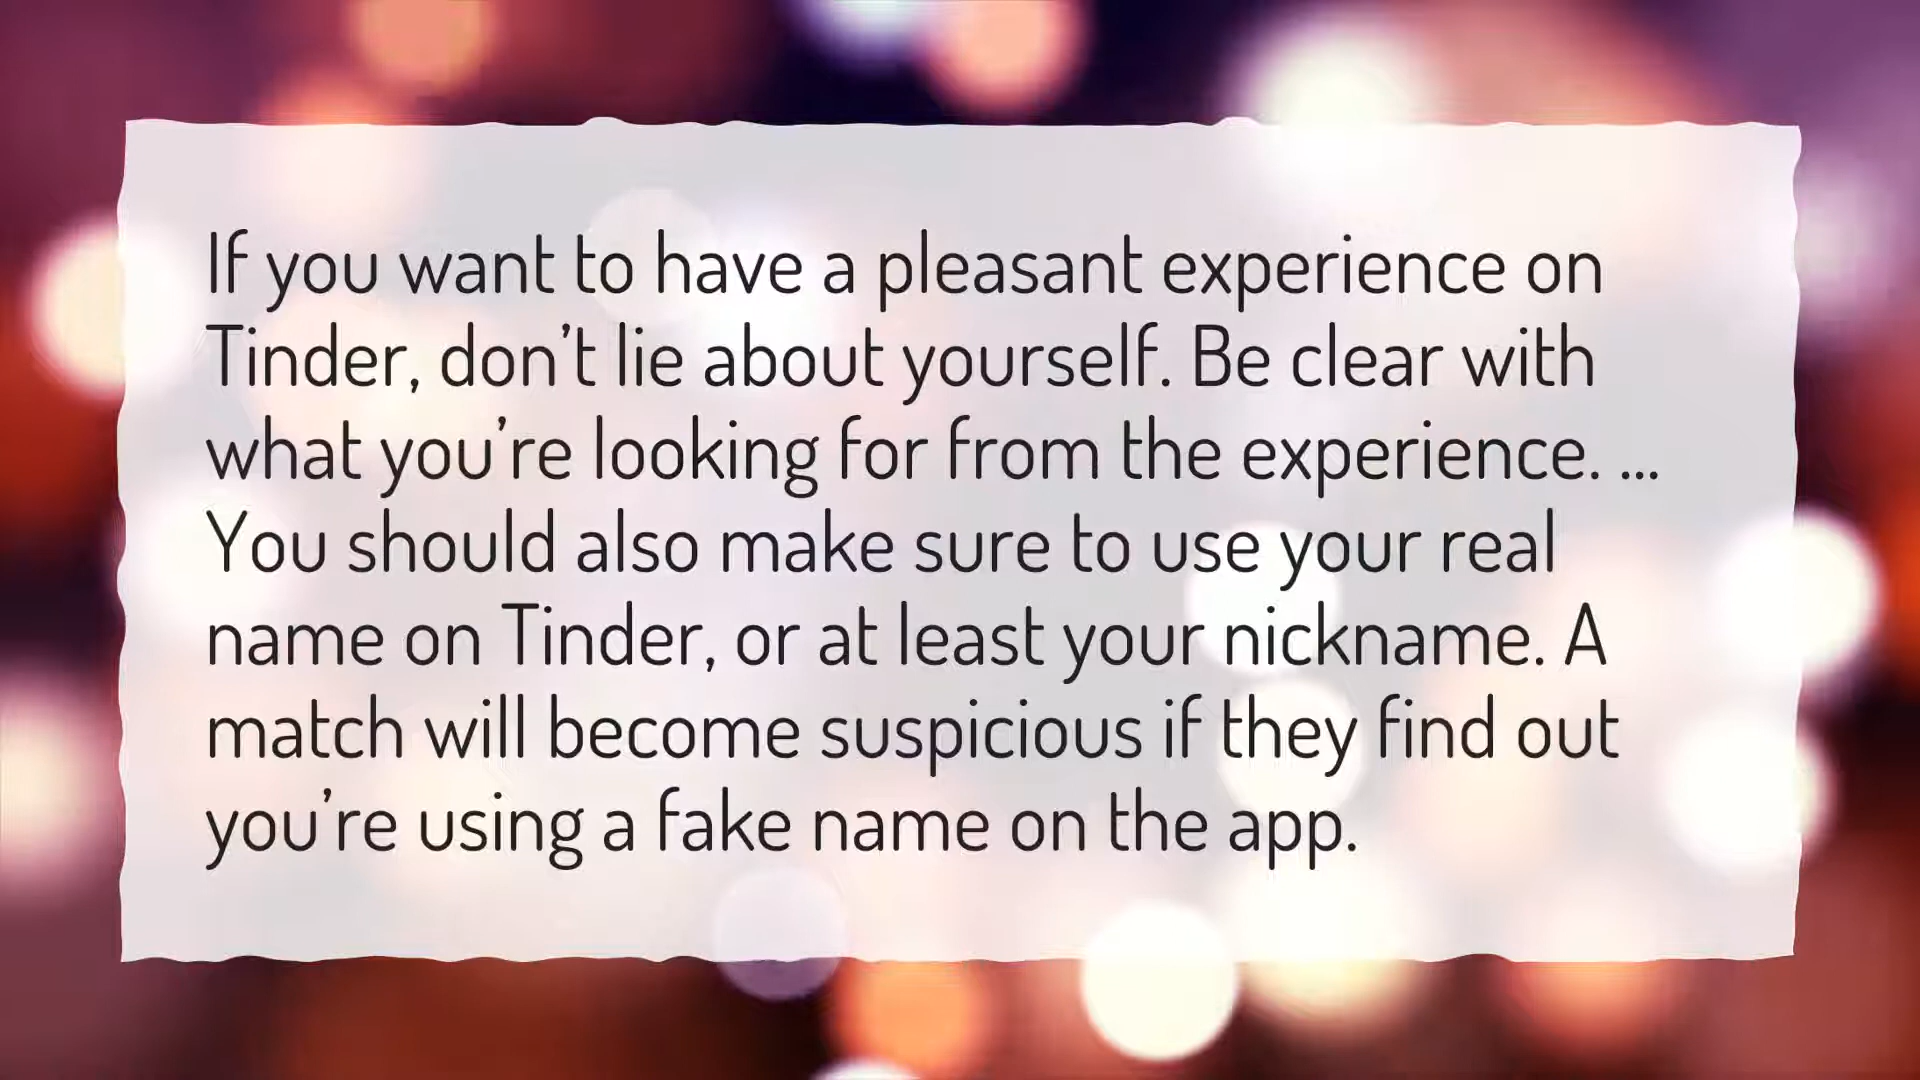 If you want to have a pleasant experience on
Tinder, don’t lie about yourself. Be clear with
what you’re looking for from the experience. ...
You should also make sure to use your real
name on Tinder, or at least your nickname. A
match will become suspicious if they find out
you’re using a fake name on the app.